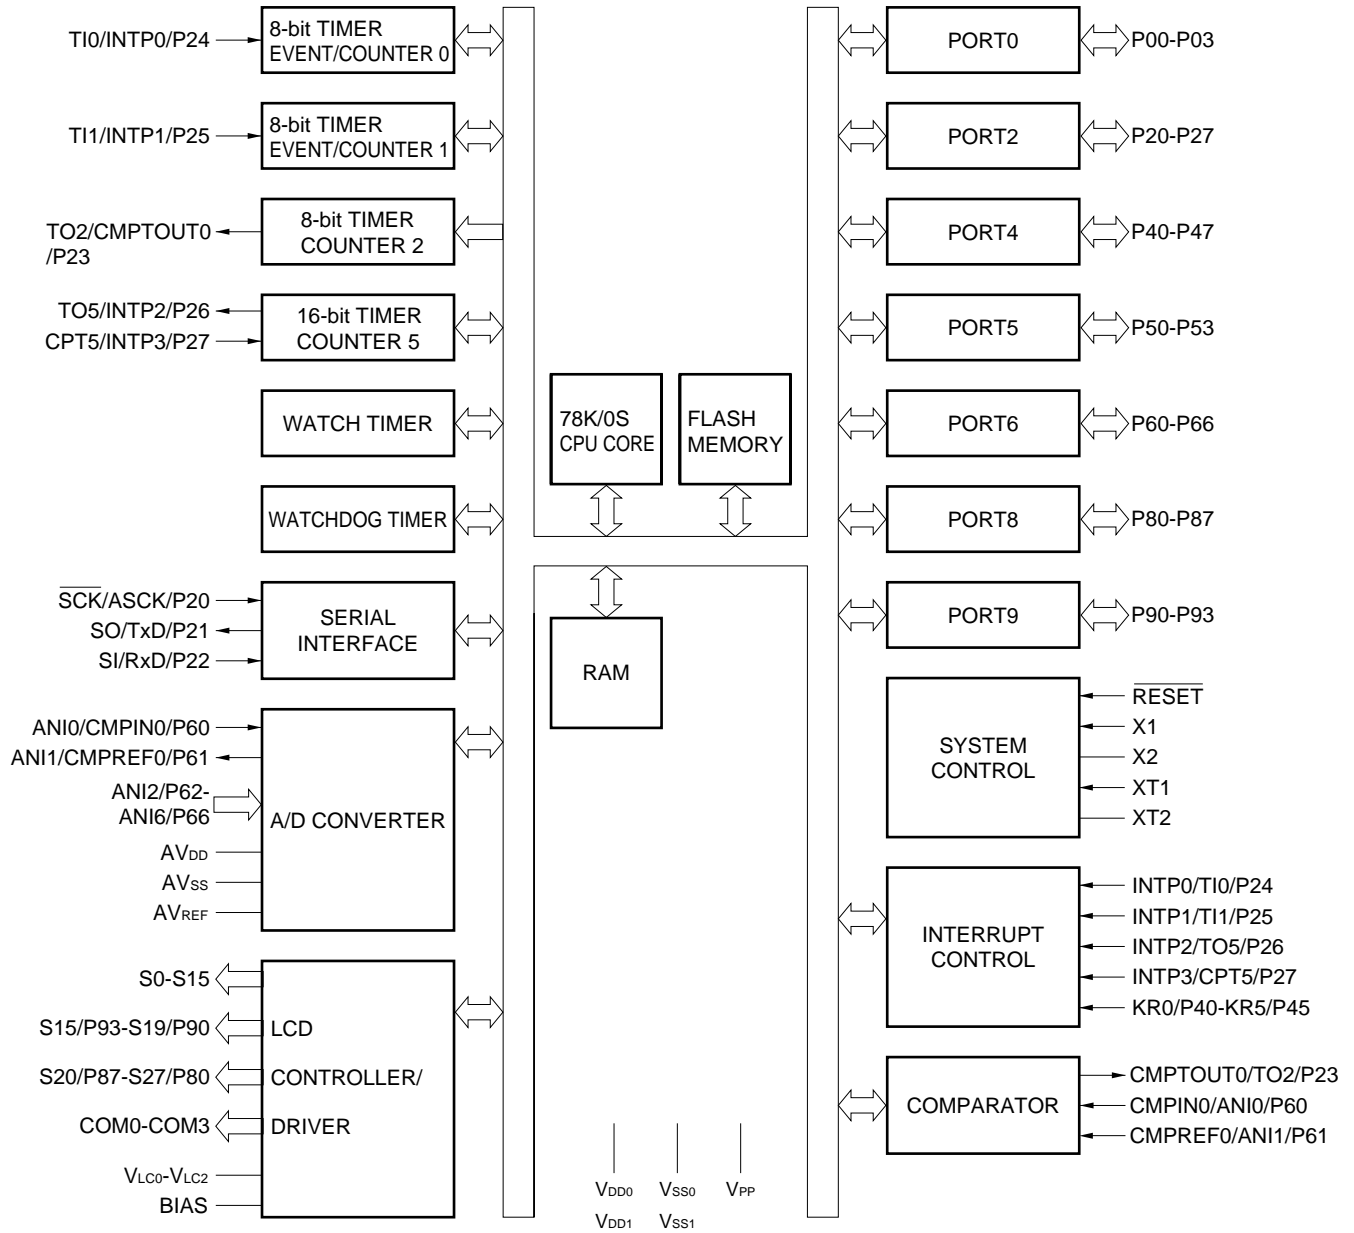 TI0/INTP0/P24
8-bit TIMER
EVENT/COUNTER 0
TI1/INTP1/P25
8-bit TIMER
EVENT/COUNTER 1
TO2/CMPTOUT0
/P23
8-bit TIMER
COUNTER 2
TO5/INTP2/P26
CPT5/INTP3/P27
16-bit TIMER
COUNTER 5
WATCH TIMER
WATCHDOG TIMER
SCK/ASCK/P20
SO/TxD/P21
SI/RxD/P22
SERIAL
INTERFACE
ANI0/CMPIN0/P60
ANI1/CMPREF0/P61
ANI2/P62-
ANI6/P66
AVDD
AVSS
AVREF
A/D CONVERTER
S0-S15
S15/P93-S19/P90
S20/P87-S27/P80
COM0-COM3
VLC0-VLC2
BIAS
LCD
CONTROLLER/
DRIVER
78K/0S
CPU CORE
FLASH
MEMORY
RAM
VDD0
VDD1
VSS0
VSS1
VPP
PORT0
P00-P03
PORT2
P20-P27
PORT4
P40-P47
PORT5
P50-P53
PORT6
P60-P66
PORT8
P80-P87
PORT9
P90-P93
SYSTEM
CONTROL
RESET
X1
X2
XT1
XT2
INTERRUPT
CONTROL
INTP0/TI0/P24
INTP1/TI1/P25
INTP2/TO5/P26
INTP3/CPT5/P27
KR0/P40-KR5/P45
COMPARATOR
CMPTOUT0/TO2/P23
CMPIN0/ANI0/P60
CMPREF0/ANI1/P61